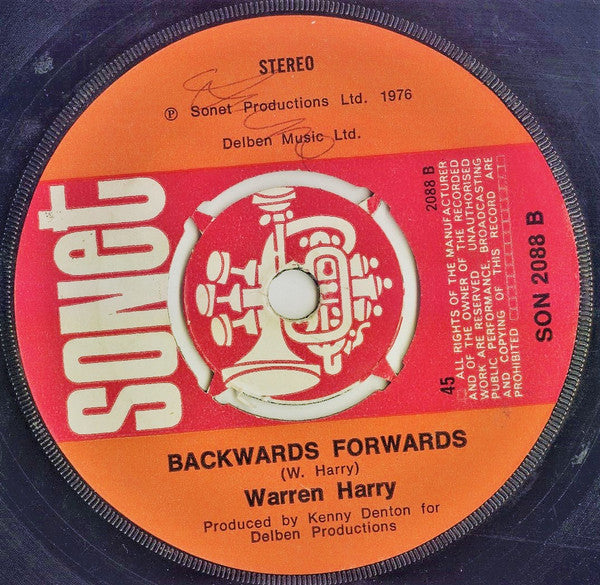 STEREO
℗ Sonet Productions Ltd. 1976
Delben Music Ltd.
SONET
45
2088 B
ALL RIGHTS OF THE MANUFACTURER
AND OF THE OWNER OF THE RECORDED
WORK ARE RESERVED. UNAUTHORISED
PUBLIC PERFORMANCE, BROADCASTING
AND COPYING OF THIS RECORD ARE
PROHIBITED
SON 2088 B
BACKWARDS FORWARDS
(W. Harry)
Warren Harry
Produced by Kenny Denton for
Delben Productions